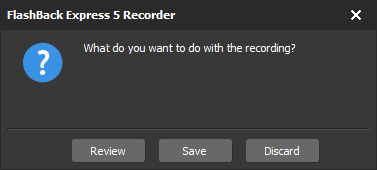 FlashBack Express 5 Recorder
What do you want to do with the recording?
Review Save Discard